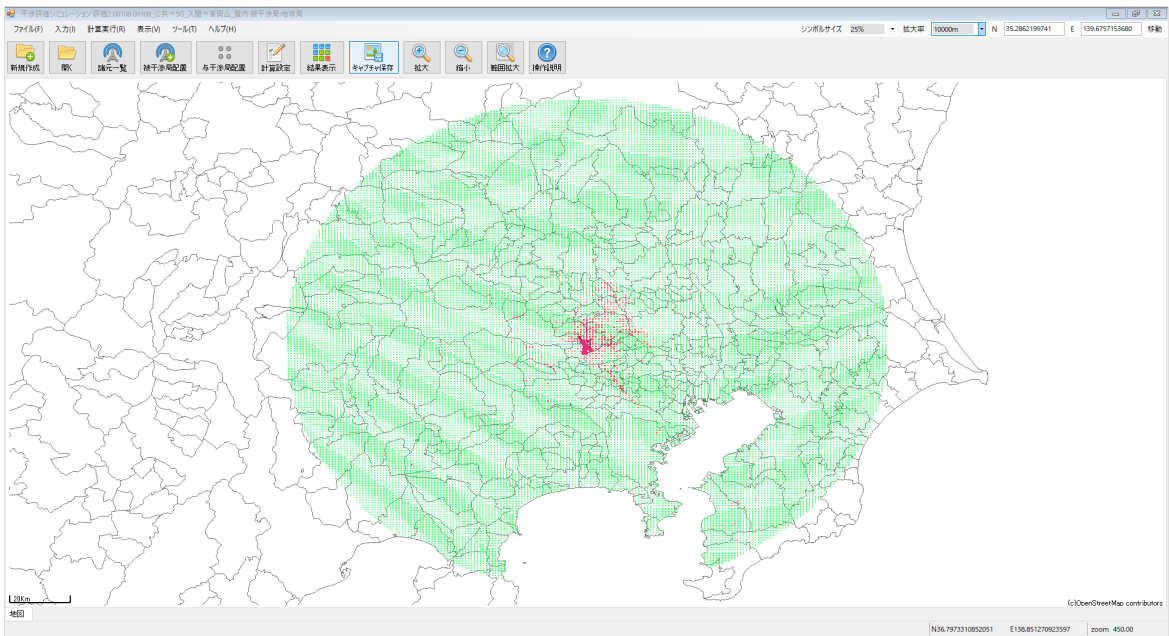 干渉評価シミュレーション 評価2 00108-00108_公共⇒5G_入間⇒峯岡山_屋内 被干渉局:地球局
ファイル(F) 入力(I) 計算実行(R) 表示(V) ツール(T) ヘルプ(H) シンボルサイズ 25% 拡大率 10000m N 35.2862199741 E 139.6757153680 移動
新規作成 開く 諸元一覧 被干渉局配置 与干渉局配置 計算設定 結果表示 キャプチャ保存 拡大 縮小 範囲拡大 操作説明
20Km
(c)OpenStreetMap contributors
地図
N36.7973310852051 E138.851270923597 zoom 450.00